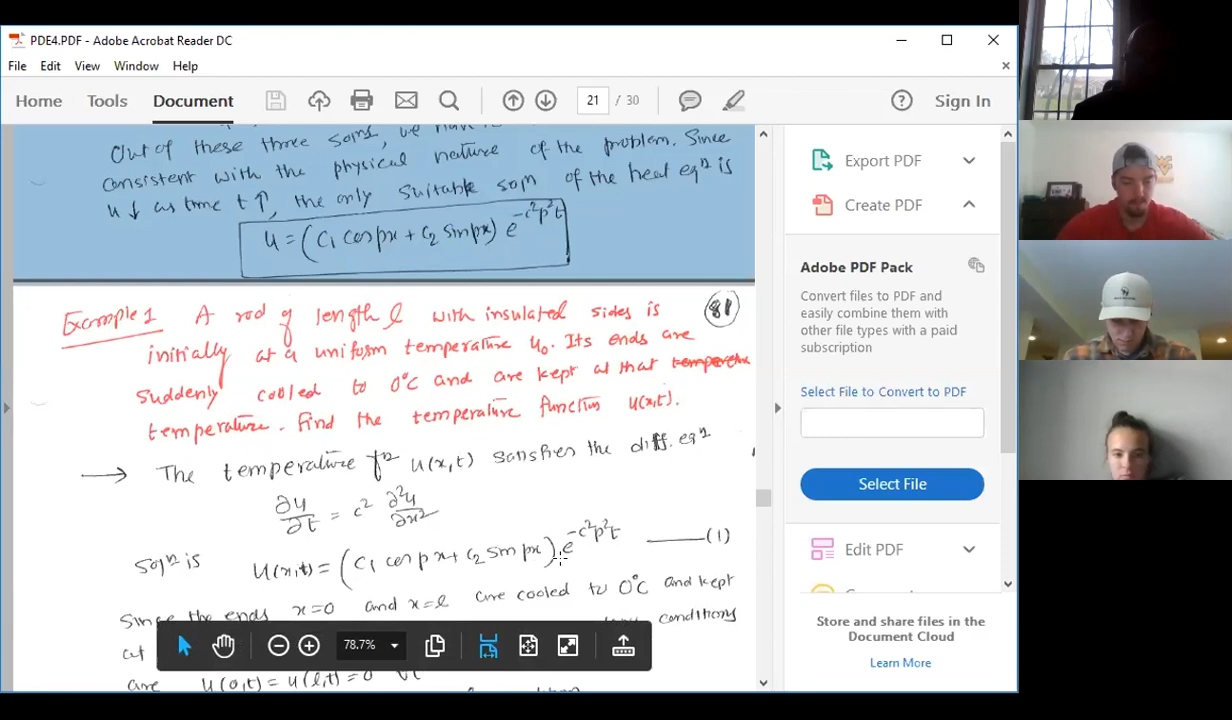 PDE4.PDF - Adobe Acrobat Reader DC
File Edit View Window Help
Home Tools Document 21 / 30 Sign In
Out of these three solns, we have
consistent with the physical nature of the problem. Since
u ↓ as time t ↑, the only suitable soln of the heat eqn is
u = (c₁ cospx + c₂ sinpx) e^-c²p²t
Example 1 A rod of length l with insulated sides is
81
initially at a uniform temperature u₀. Its ends are
suddenly cooled to 0°C and are kept at that
temperature. Find the temperature function u(x,t).
→ The temperature fn u(x,t) satisfies the diff. eqn
∂u/∂t = c² ∂²u/∂x²
Soln is u(x,t) = (c₁ cospx + c₂ sinpx) e^-c²p²t —(1)
Since the ends x=0 and x=l are cooled to 0°C and kept
at conditions
78.7%
are u(0,t) = u(l,t) = 0 ∀t
Export PDF
Create PDF
Adobe PDF Pack
Convert files to PDF and
easily combine them with
other file types with a paid
subscription
Select File to Convert to PDF
Select File
Edit PDF
Store and share files in the
Document Cloud
Learn More